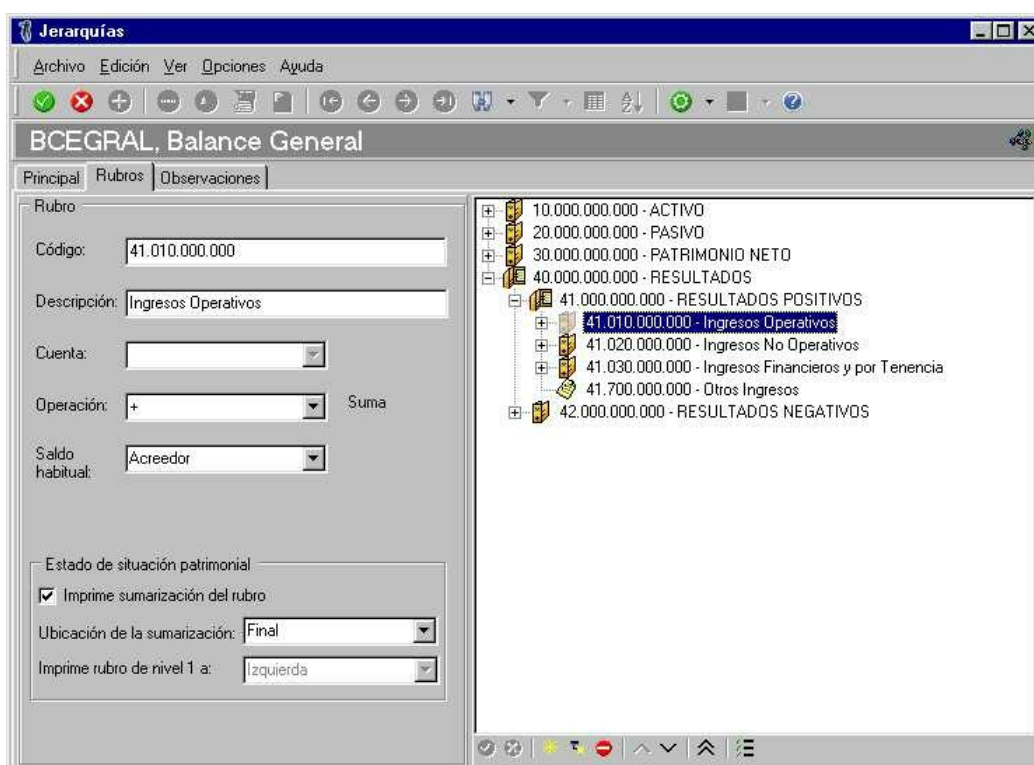 Jerarquías
Archivo Edición Ver Opciones Ayuda
BCEGRAL, Balance General
Principal Rubros Observaciones
Rubro
Código: 41.010.000.000
Descripción: Ingresos Operativos
Cuenta:
Operación: + Suma
Saldo habitual: Acreedor
Estado de situación patrimonial
Imprime sumarización del rubro
Ubicación de la sumarización: Final
Imprime rubro de nivel 1 a: Izquierda
10.000.000.000 - ACTIVO
20.000.000.000 - PASIVO
30.000.000.000 - PATRIMONIO NETO
40.000.000.000 - RESULTADOS
41.000.000.000 - RESULTADOS POSITIVOS
41.010.000.000 - Ingresos Operativos
41.020.000.000 - Ingresos No Operativos
41.030.000.000 - Ingresos Financieros y por Tenencia
41.700.000.000 - Otros Ingresos
42.000.000.000 - RESULTADOS NEGATIVOS